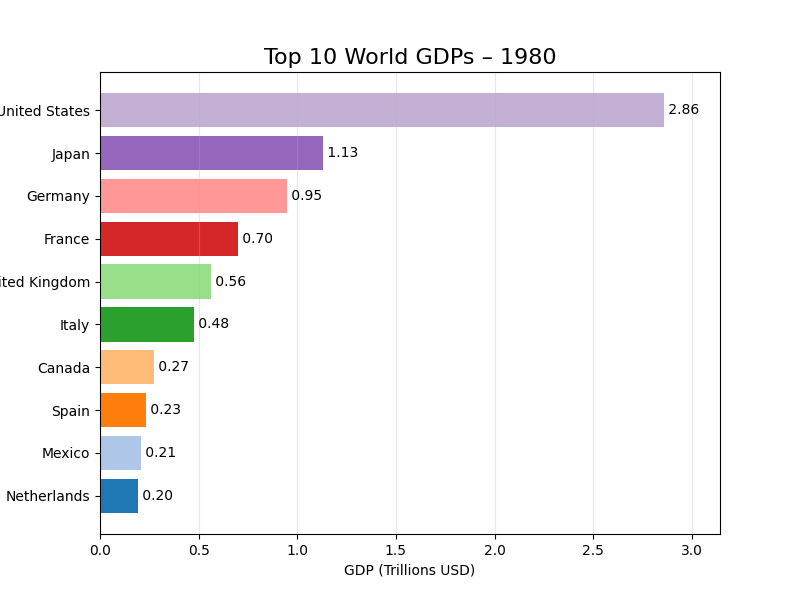 Top 10 World GDPs – 1980
United States 2.86
Japan 1.13
Germany 0.95
France 0.70
ited Kingdom 0.56
Italy 0.48
Canada 0.27
Spain 0.23
Mexico 0.21
Netherlands 0.20
0.0 0.5 1.0 1.5 2.0 2.5 3.0
GDP (Trillions USD)